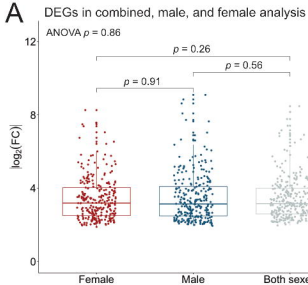 A
DEGs in combined, male, and female analysis
ANOVA p = 0.86
p = 0.26
p = 0.56
p = 0.91
|log2(FC)|
12
8
4
0
Female Male Both sexe